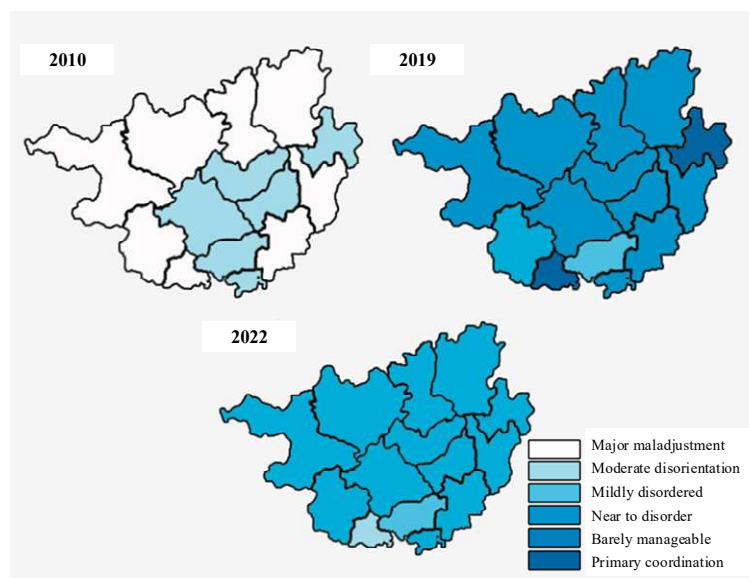 2010
2019
2022
Major maladjustment
Moderate disorientation
Mildly disordered
Near to disorder
Barely manageable
Primary coordination